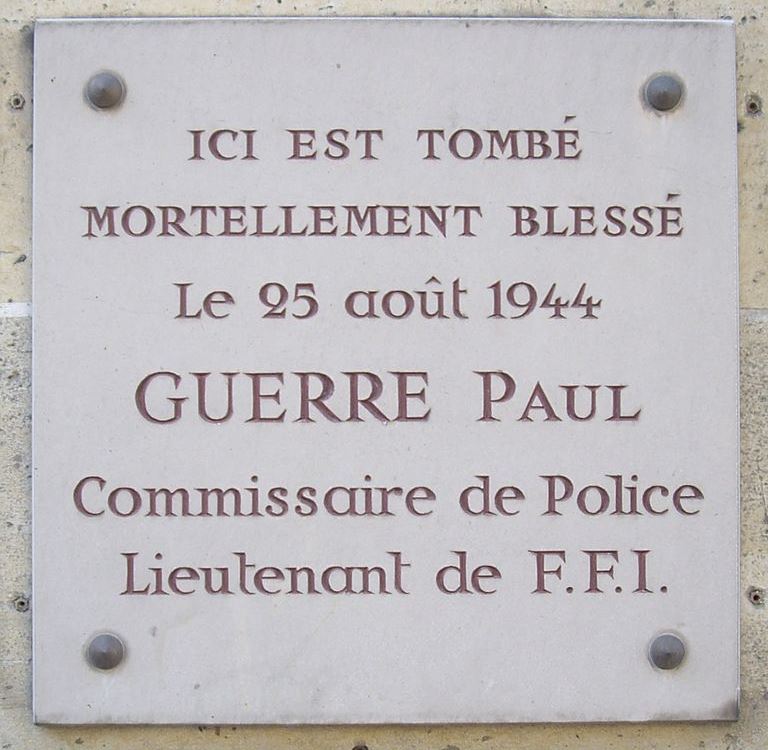 ICI EST TOMBÉ
MORTELLEMENT BLESSÉ
Le 25 août 1944
GUERRE PAUL
Commissaire de Police
Lieutenant de F.F.I.